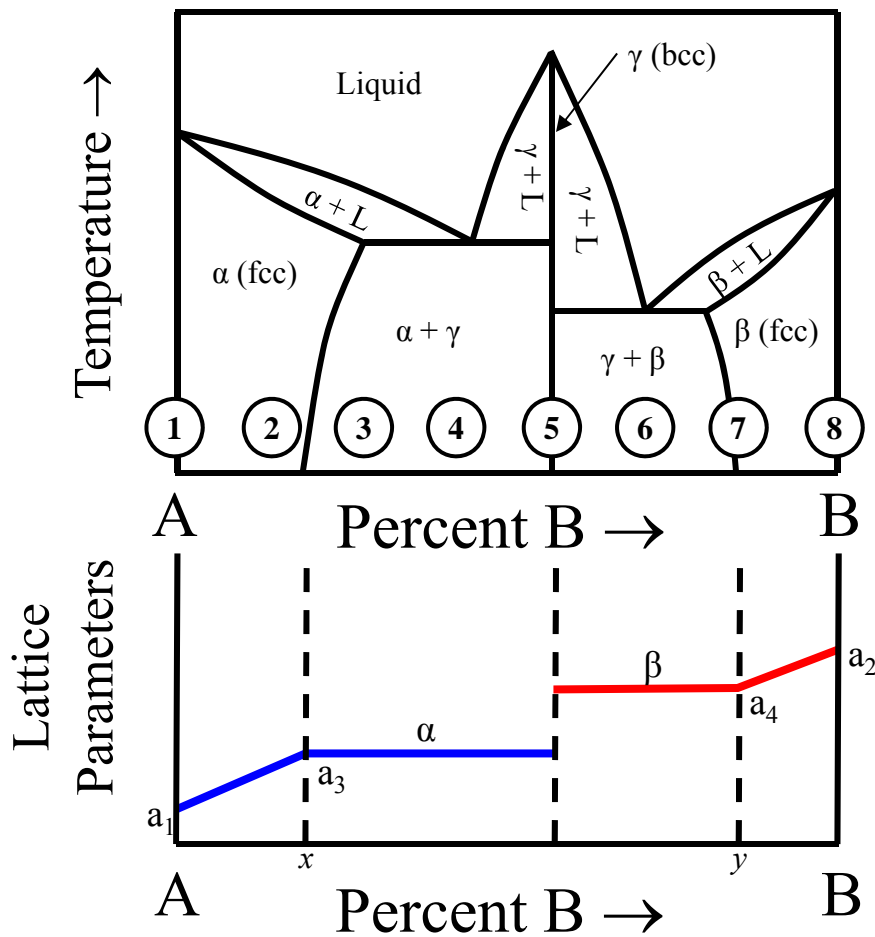 Temperature →
Liquid
γ (bcc)
α + L
γ + L
γ + L
β + L
α (fcc)
α + γ
γ + β
β (fcc)
1 2 3 4 5 6 7 8
A Percent B → B
Lattice
Parameters
a1
a3
α
β
a4
a2
x y
A Percent B → B